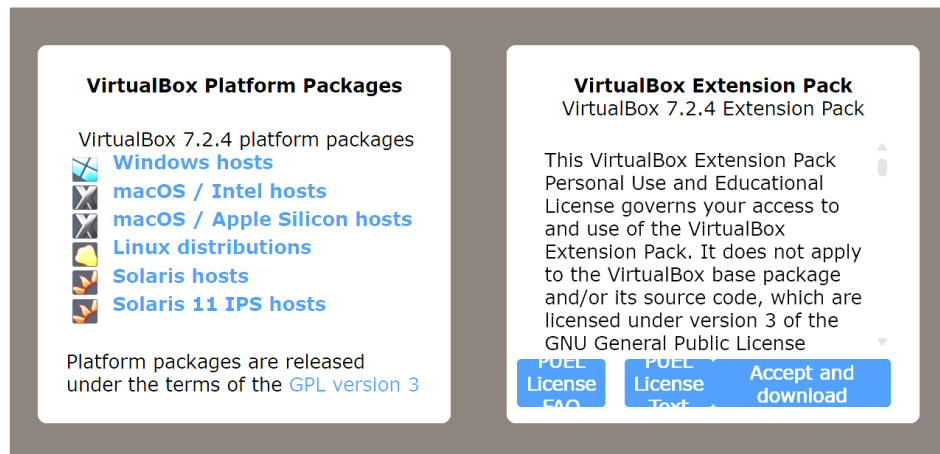 VirtualBox Platform Packages
VirtualBox 7.2.4 platform packages
Windows hosts
macOS / Intel hosts
macOS / Apple Silicon hosts
Linux distributions
Solaris hosts
Solaris 11 IPS hosts
Platform packages are released
under the terms of the GPL version 3
VirtualBox Extension Pack
VirtualBox 7.2.4 Extension Pack
This VirtualBox Extension Pack
Personal Use and Educational
License governs your access to
and use of the VirtualBox
Extension Pack. It does not apply
to the VirtualBox base package
and/or its source code, which are
licensed under version 3 of the
GNU General Public License
PUEL
License
FAQ
PUEL
License
Text
Accept and
download